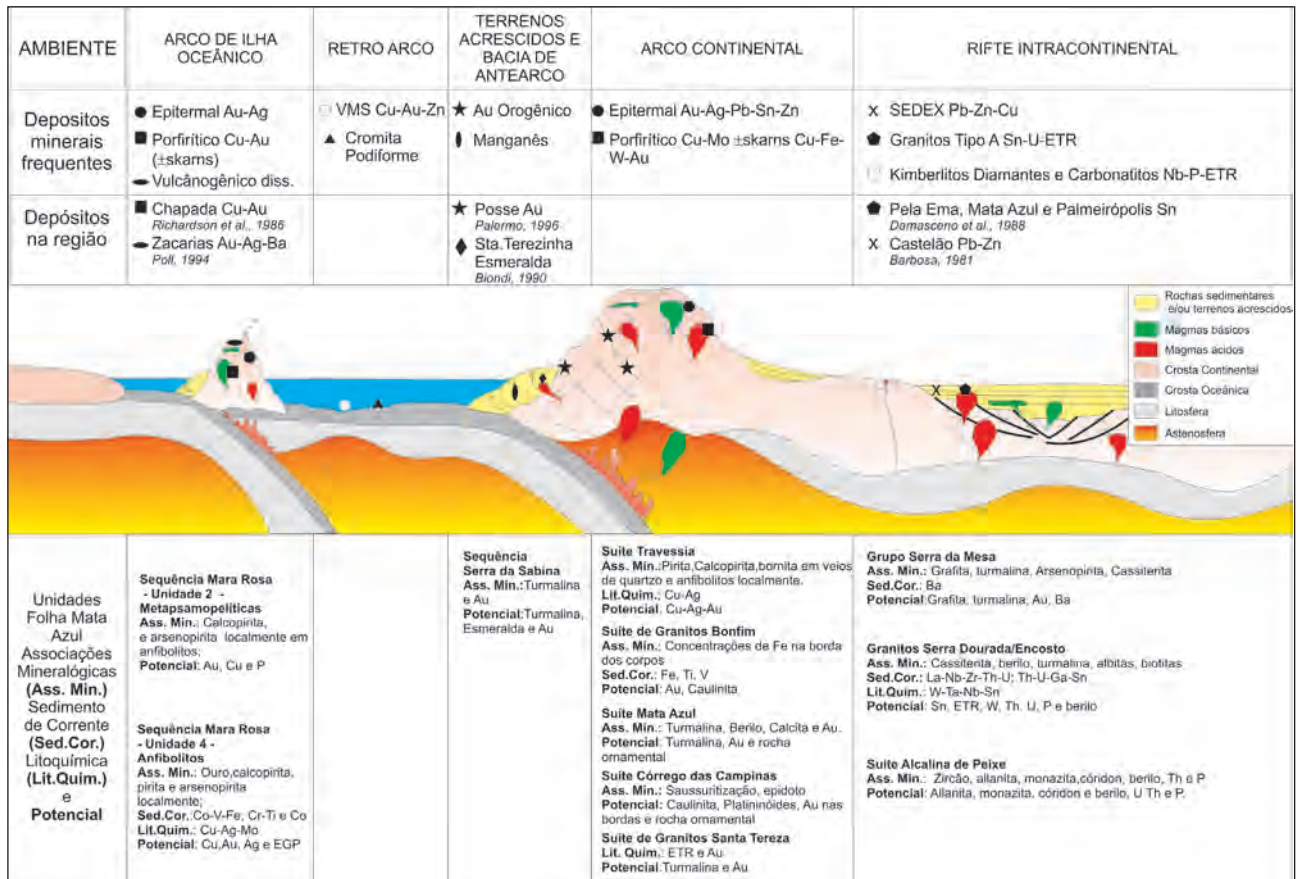 AMBIENTE
ARCO DE ILHA
OCEÂNICO
RETRO ARCO
TERRENOS
ACRESCIDOS E
BACIA DE
ANTEARCO
ARCO CONTINENTAL
RIFTE INTRACONTINENTAL
Depositos
minerais
frequentes
Epitermal Au-Ag
Porfirítico Cu-Au
(±skarns)
Vulcânogênico diss.
VMS Cu-Au-Zn
Cromita
Podiforme
Au Orogênico
Manganês
Epitermal Au-Ag-Pb-Sn-Zn
Porfirítico Cu-Mo ±skarns Cu-Fe-
W-Au
X SEDEX Pb-Zn-Cu
Granitos Tipo A Sn-U-ETR
Kimberlitos Diamantes e Carbonatitos Nb-P-ETR
Depósitos
na região
Chapada Cu-Au
Richardson et al., 1986
Zacarias Au-Ag-Ba
Poll, 1994
Posse Au
Palermo, 1996
Sta.Terezinha
Esmeralda
Biondi, 1990
Pela Ema, Mata Azul e Palmeirópolis Sn
Damasceno et al., 1988
X Castelão Pb-Zn
Barbosa, 1981
Rochas sedimentares
e/ou terrenos acrescidos
Magmas básicos
Magmas ácidos
Crosta Continental
Crosta Oceânica
Litosfera
Astenosfera
X
Unidades
Folha Mata
Azul
Associações
Mineralógicas
(Ass. Min.)
Sedimento
de Corrente
(Sed.Cor.)
Litoquímica
(Lit.Quim.)
e
Potencial
Sequência Mara Rosa
- Unidade 2 -
Metapsamopelíticas
Ass. Min.: Calcopirita,
e arsenopirita localmente em
anfibolitos;
Potencial: Au, Cu e P
Sequência Mara Rosa
- Unidade 4 -
Anfibolitos
Ass. Min.: Ouro,calcopirita,
pirita e arsenopirita
localmente;
Sed.Cor.:Co-V-Fe, Cr-Ti e Co
Lit.Quim.: Cu-Ag-Mo
Potencial: Cu,Au, Ag e EGP
Sequência
Serra da Sabina
Ass. Min.:Turmalina
e Au
Potencial:Turmalina,
Esmeralda e Au
Suite Travessia
Ass. Min.:Pirita,Calcopirita,bornita em veios
de quartzo e anfibolitos localmente.
Lit.Quim.: Cu-Ag
Potencial: Cu-Ag-Au
Suite de Granitos Bonfim
Ass. Min.: Concentrações de Fe na borda
dos corpos
Sed.Cor.: Fe, Ti, V
Potencial: Au, Caulinita
Suite Mata Azul
Ass. Min.: Turmalina, Berilo, Calcita e Au.
Potencial: Turmalina, Au e rocha
ornamental
Suite Córrego das Campinas
Ass. Min.: Saussuritização, epidoto
Potencial: Caulinita, Platininóides, Au nas
bordas e rocha ornamental
Suite de Granitos Santa Tereza
Lit. Quim.: ETR e Au
Potencial:Turmalina e Au
Grupo Serra da Mesa
Ass. Min.: Grafita, turmalina, Arsenopirita, Cassiterita
Sed.Cor.: Ba
Potencial:Grafita, turmalina, Au, Ba
Granitos Serra Dourada/Encosto
Ass. Min.: Cassiterita, berilo, turmalina, albitas, biotitas
Sed.Cor.: La-Nb-Zr-Th-U; Th-U-Ga-Sn
Lit.Quim.: W-Ta-Nb-Sn
Potencial: Sn, ETR, W, Th. U, P e berilo
Suite Alcalina de Peixe
Ass. Min.: Zircão, allanita, monazita,córidon, berilo, Th e P
Potencial: Allanita, monazita, córidon e berilo, U Th e P.